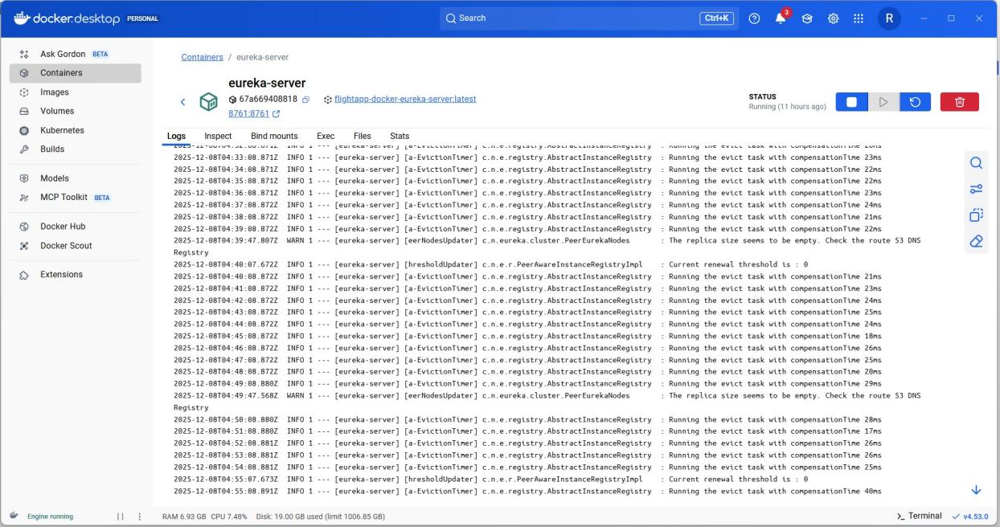 docker.desktop PERSONAL
Search Ctrl+K
3
R
Ask Gordon BETA
Containers
Images
Volumes
Kubernetes
Builds
Models
MCP Toolkit BETA
Docker Hub
Docker Scout
Extensions
Containers / eureka-server
eureka-server
67a669408818 flightapp-docker-eureka-server:latest
8761:8761
STATUS
Running (11 hours ago)
Logs Inspect Bind mounts Exec Files Stats
2025-12-08T04:32:08.871Z INFO 1 --- [eureka-server] [a-EvictionTimer] c.n.e.registry.AbstractInstanceRegistry : Running the evict task with compensationTime
2025-12-08T04:33:08.871Z INFO 1 --- [eureka-server] [a-EvictionTimer] c.n.e.registry.AbstractInstanceRegistry : Running the evict task with compensationTime 23ms
2025-12-08T04:34:08.871Z INFO 1 --- [eureka-server] [a-EvictionTimer] c.n.e.registry.AbstractInstanceRegistry : Running the evict task with compensationTime 22ms
2025-12-08T04:35:08.871Z INFO 1 --- [eureka-server] [a-EvictionTimer] c.n.e.registry.AbstractInstanceRegistry : Running the evict task with compensationTime 22ms
2025-12-08T04:36:08.871Z INFO 1 --- [eureka-server] [a-EvictionTimer] c.n.e.registry.AbstractInstanceRegistry : Running the evict task with compensationTime 23ms
2025-12-08T04:37:08.872Z INFO 1 --- [eureka-server] [a-EvictionTimer] c.n.e.registry.AbstractInstanceRegistry : Running the evict task with compensationTime 24ms
2025-12-08T04:38:08.872Z INFO 1 --- [eureka-server] [a-EvictionTimer] c.n.e.registry.AbstractInstanceRegistry : Running the evict task with compensationTime 21ms
2025-12-08T04:39:08.872Z INFO 1 --- [eureka-server] [a-EvictionTimer] c.n.e.registry.AbstractInstanceRegistry : Running the evict task with compensationTime 22ms
2025-12-08T04:39:47.807Z WARN 1 --- [eureka-server] [eerNodesUpdater] c.n.eureka.cluster.PeerEurekaNodes : The replica size seems to be empty. Check the route 53 DNS
Registry
2025-12-08T04:40:07.672Z INFO 1 --- [eureka-server] [hresholdUpdater] c.n.e.r.PeerAwareInstanceRegistryImpl : Current renewal threshold is : 0
2025-12-08T04:40:08.872Z INFO 1 --- [eureka-server] [a-EvictionTimer] c.n.e.registry.AbstractInstanceRegistry : Running the evict task with compensationTime 21ms
2025-12-08T04:41:08.872Z INFO 1 --- [eureka-server] [a-EvictionTimer] c.n.e.registry.AbstractInstanceRegistry : Running the evict task with compensationTime 23ms
2025-12-08T04:42:08.872Z INFO 1 --- [eureka-server] [a-EvictionTimer] c.n.e.registry.AbstractInstanceRegistry : Running the evict task with compensationTime 24ms
2025-12-08T04:43:08.872Z INFO 1 --- [eureka-server] [a-EvictionTimer] c.n.e.registry.AbstractInstanceRegistry : Running the evict task with compensationTime 25ms
2025-12-08T04:44:08.872Z INFO 1 --- [eureka-server] [a-EvictionTimer] c.n.e.registry.AbstractInstanceRegistry : Running the evict task with compensationTime 24ms
2025-12-08T04:45:08.872Z INFO 1 --- [eureka-server] [a-EvictionTimer] c.n.e.registry.AbstractInstanceRegistry : Running the evict task with compensationTime 18ms
2025-12-08T04:46:08.872Z INFO 1 --- [eureka-server] [a-EvictionTimer] c.n.e.registry.AbstractInstanceRegistry : Running the evict task with compensationTime 26ms
2025-12-08T04:47:08.872Z INFO 1 --- [eureka-server] [a-EvictionTimer] c.n.e.registry.AbstractInstanceRegistry : Running the evict task with compensationTime 25ms
2025-12-08T04:48:08.872Z INFO 1 --- [eureka-server] [a-EvictionTimer] c.n.e.registry.AbstractInstanceRegistry : Running the evict task with compensationTime 20ms
2025-12-08T04:49:08.880Z INFO 1 --- [eureka-server] [a-EvictionTimer] c.n.e.registry.AbstractInstanceRegistry : Running the evict task with compensationTime 29ms
2025-12-08T04:49:47.568Z WARN 1 --- [eureka-server] [eerNodesUpdater] c.n.eureka.cluster.PeerEurekaNodes : The replica size seems to be empty. Check the route 53 DNS
Registry
2025-12-08T04:50:08.880Z INFO 1 --- [eureka-server] [a-EvictionTimer] c.n.e.registry.AbstractInstanceRegistry : Running the evict task with compensationTime 28ms
2025-12-08T04:51:08.880Z INFO 1 --- [eureka-server] [a-EvictionTimer] c.n.e.registry.AbstractInstanceRegistry : Running the evict task with compensationTime 17ms
2025-12-08T04:52:08.881Z INFO 1 --- [eureka-server] [a-EvictionTimer] c.n.e.registry.AbstractInstanceRegistry : Running the evict task with compensationTime 26ms
2025-12-08T04:53:08.881Z INFO 1 --- [eureka-server] [a-EvictionTimer] c.n.e.registry.AbstractInstanceRegistry : Running the evict task with compensationTime 26ms
2025-12-08T04:54:08.881Z INFO 1 --- [eureka-server] [a-EvictionTimer] c.n.e.registry.AbstractInstanceRegistry : Running the evict task with compensationTime 25ms
2025-12-08T04:55:07.673Z INFO 1 --- [eureka-server] [hresholdUpdater] c.n.e.r.PeerAwareInstanceRegistryImpl : Current renewal threshold is : 0
2025-12-08T04:55:08.891Z INFO 1 --- [eureka-server] [a-EvictionTimer] c.n.e.registry.AbstractInstanceRegistry : Running the evict task with compensationTime 40ms
Engine running RAM 6.93 GB CPU 7.48% Disk: 19.00 GB used (limit 1006.85 GB) >_ Terminal v4.53.0